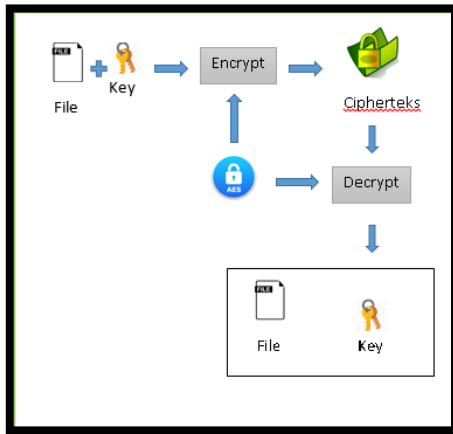 FILE
Key
File
Encrypt
Cipherteks
AES
Decrypt
FILE
File
Key